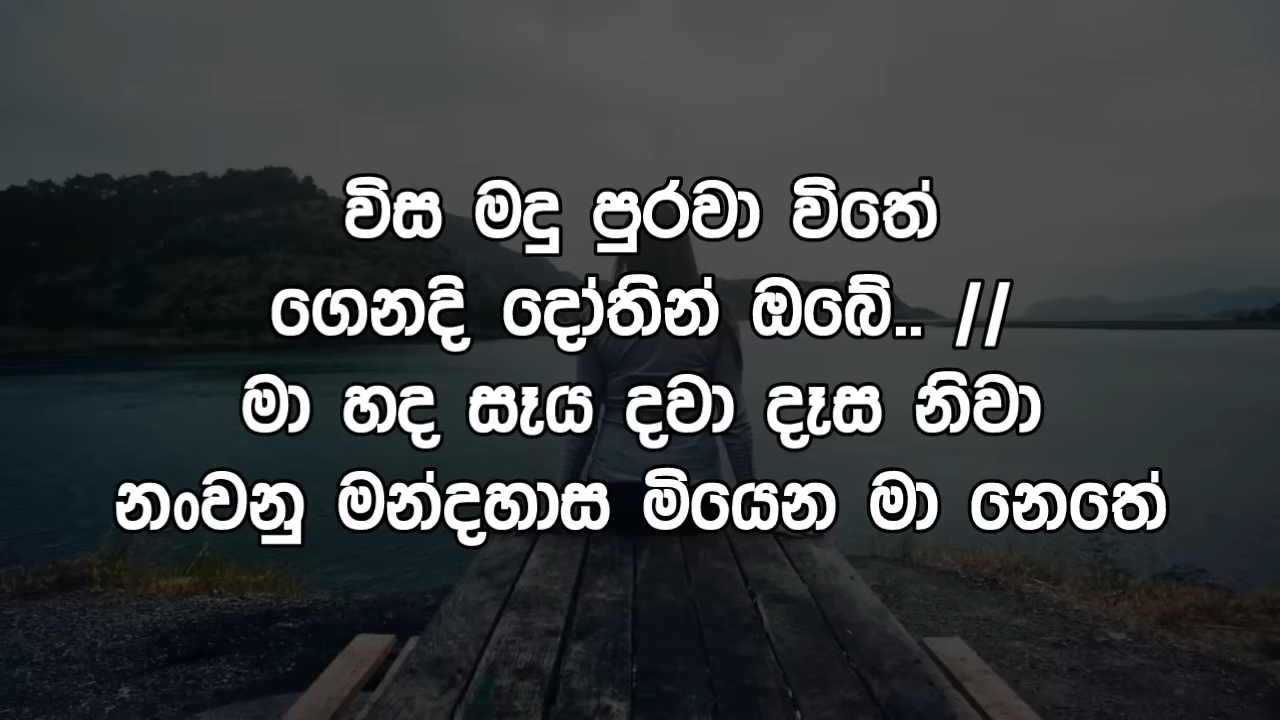 විස මදු පුරවා විතේ
ගෙනදි දෝතින් ඔබේ.. //
මා හද සෑය දවා දෑස නිවා
නංවනු මන්දහාස මියෙන මා නෙතේ